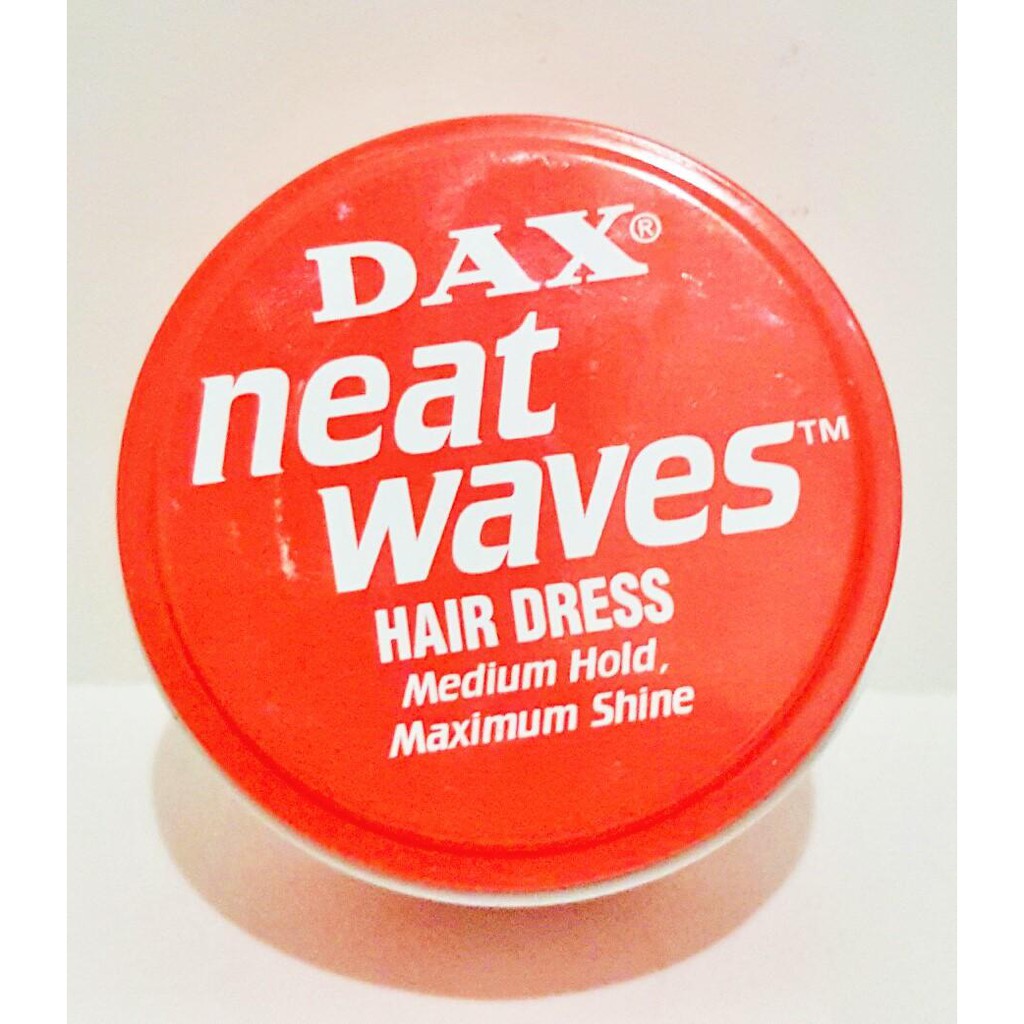 DAX®
neat
waves™
HAIR DRESS
Medium Hold,
Maximum Shine